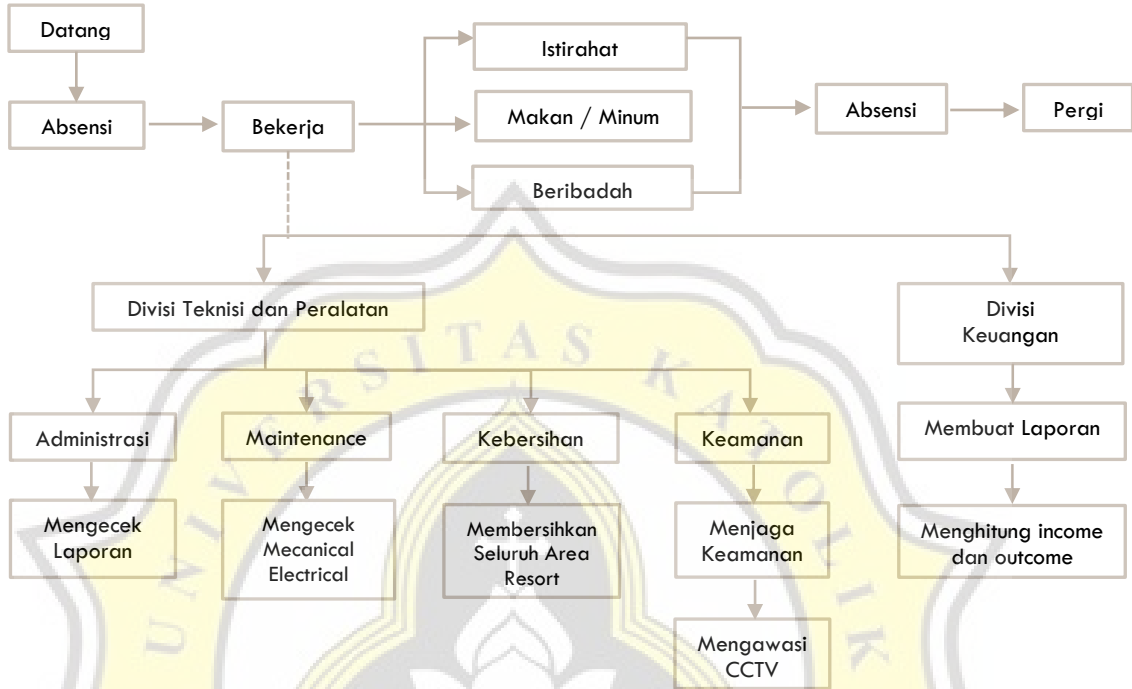 Datang
Istirahat
Absensi
Bekerja
Makan / Minum
Absensi
Pergi
Beribadah
Divisi Teknisi dan Peralatan
Divisi
Keuangan
UNIVERSITAS KATOLIK
Administrasi
Maintenance
Kebersihan
Keamanan
Membuat Laporan
Mengecek
Laporan
Mengecek
Mecanical
Electrical
Membersihkan
Seluruh Area
Resort
Menjaga
Keamanan
Menghitung income
dan outcome
Mengawasi
CCTV